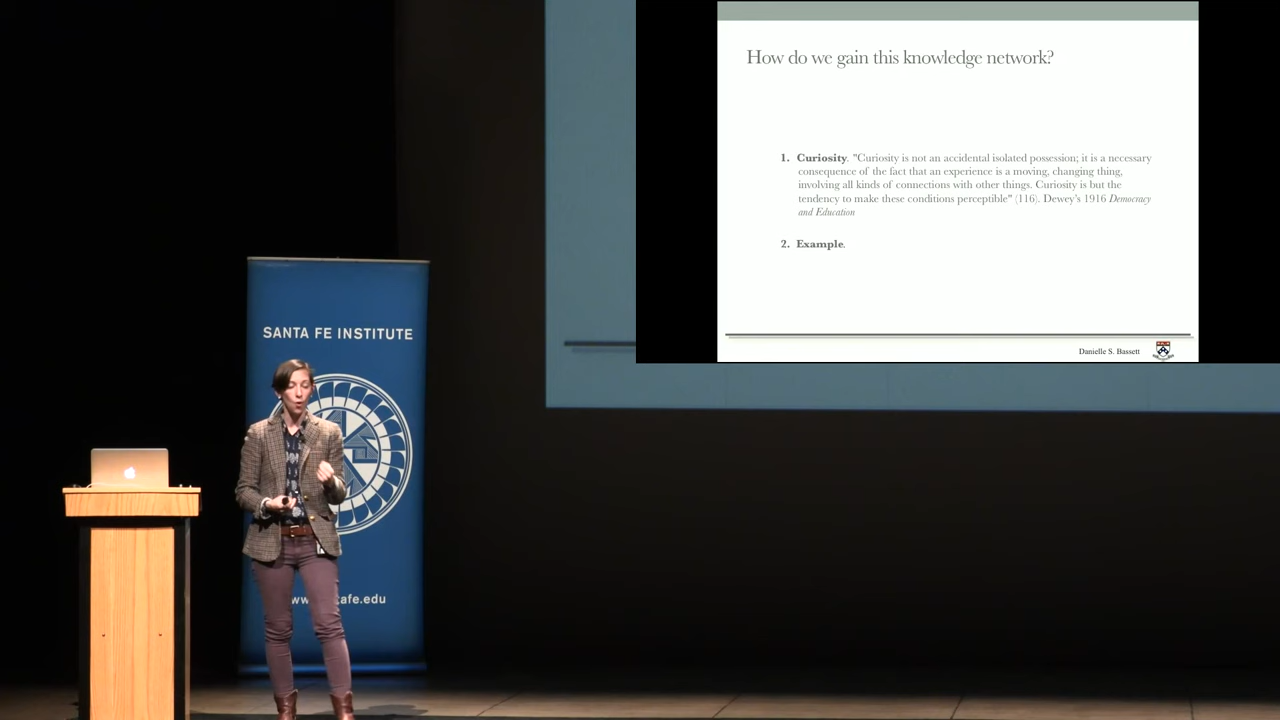 How do we gain this knowledge network?
1. Curiosity. "Curiosity is not an accidental isolated possession; it is a necessary
consequence of the fact that an experience is a moving, changing thing,
involving all kinds of connections with other things. Curiosity is but the
tendency to make these conditions perceptible" (116). Dewey's 1916 Democracy
and Education
2. Example.
Danielle S. Bassett
SANTA FE INSTITUTE
afe.edu